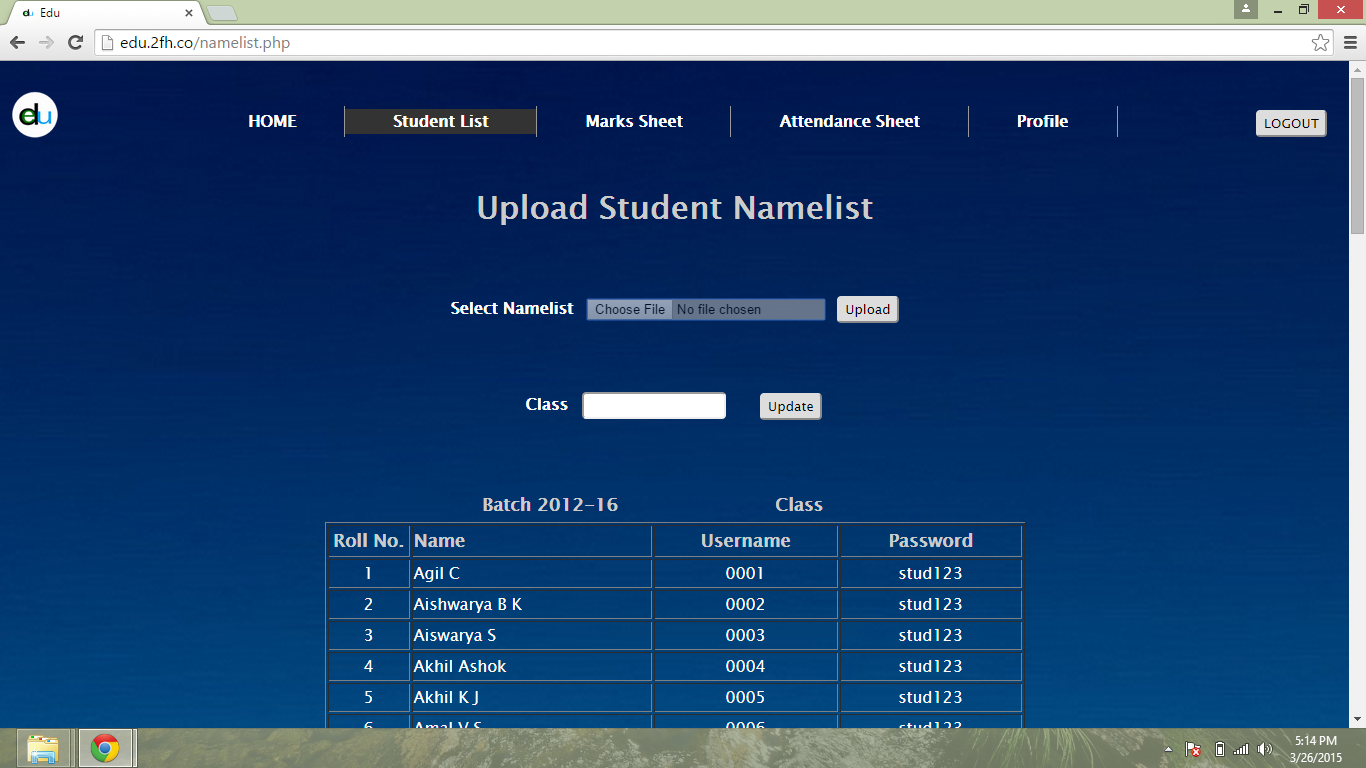 edu Edu
edu.2fh.co/namelist.php
edu HOME Student List Marks Sheet Attendance Sheet Profile LOGOUT
Upload Student Namelist
Select Namelist Choose File No file chosen Upload
Class Update
Batch 2012-16 Class
Roll No. Name Username Password
1 Agil C 0001 stud123
2 Aishwarya B K 0002 stud123
3 Aiswarya S 0003 stud123
4 Akhil Ashok 0004 stud123
5 Akhil K J 0005 stud123
6 Amal V S 0006 stud123
5:14 PM
3/26/2015